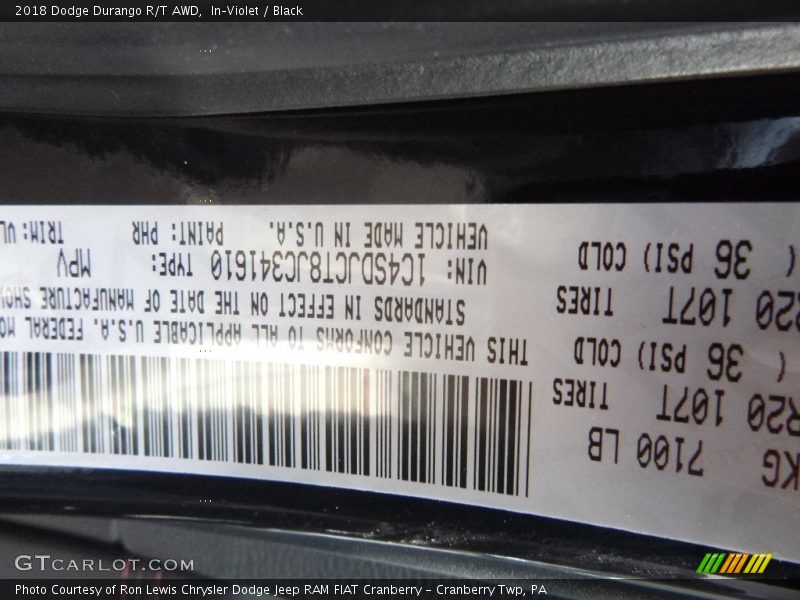 2018 Dodge Durango R/T AWD, In-Violet / Black
KG 7100 LB
R20 107T TIRES
( 36 PSI) COLD
R20 107T TIRES
( 36 PSI) COLD
THIS VEHICLE CONFORMS TO ALL APPLICABLE U.S.A. FEDERAL MO
STANDARDS IN EFFECT ON THE DATE OF MANUFACTURE SHOW
VIN: 1C4SDJCT8JC341610 TYPE: MPV
VEHICLE MADE IN U.S.A. PAINT: PHR TRIM: VL
GTCARLOT.COM
Photo Courtesy of Ron Lewis Chrysler Dodge Jeep RAM FIAT Cranberry – Cranberry Twp, PA